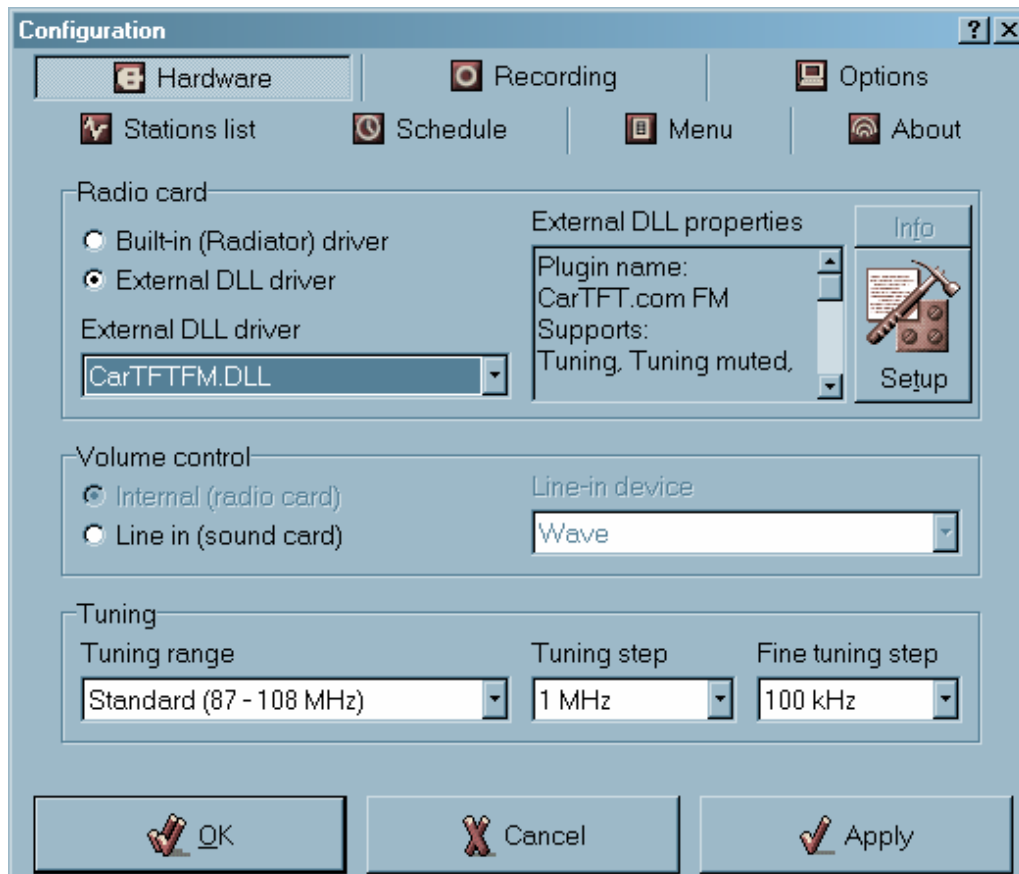 Configuration
Hardware
Recording
Options
Stations list
Schedule
Menu
About
Radio card
Built-in (Radiator) driver
External DLL driver
External DLL driver
CarTFTFM.DLL
External DLL properties
Plugin name:
CarTFT.com FM
Supports:
Tuning, Tuning muted,
Info
Setup
Volume control
Internal (radio card)
Line in (sound card)
Line-in device
Wave
Tuning
Tuning range
Standard (87 - 108 MHz)
Tuning step
1 MHz
Fine tuning step
100 kHz
OK
Cancel
Apply